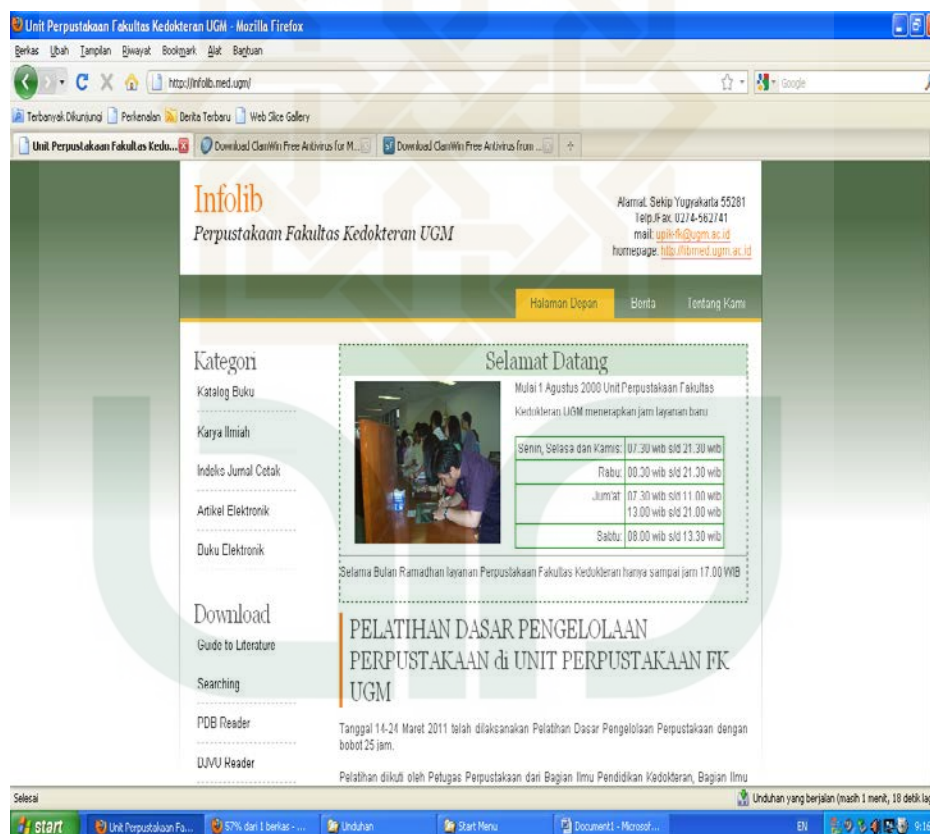 Unit Perpustakaan Fakultas Kedokteran UGM - Mozilla Firefox
Berkas Ubah Tampilan Riwayat Bookmark Alat Bantuan
http://infolib.med.ugm/
Google
Terbanyak Dikunjungi Perkenalan Berita Terbaru Web Slice Gallery
Unit Perpustakaan Fakultas Kedu... Download ClamWin Free Antivirus for M... Download ClamWin Free Antivirus from ...
Infolib
Perpustakaan Fakultas Kedokteran UGM
Alamat. Sekip Yogyakarta 55281
Telp./Fax. 0274-562741
mail: upik-fk@ugm.ac.id
homepage: http://libmed.ugm.ac.id
Halaman Depan Berita Tentang Kami
Kategori
Katalog Buku
Karya Ilmiah
Indeks Jurnal Cetak
Artikel Elektronik
Buku Elektronik
Download
Guide to Literature
Searching
PDB Reader
DJVU Reader
Selamat Datang
Mulai 1 Agustus 2008 Unit Perpustakaan Fakultas
Kedokteran UGM menerapkan jam layanan baru
Senin, Selasa dan Kamis: 07.30 wib s/d 21.30 wib
Rabu: 08.30 wib s/d 21.30 wib
Jum'at: 07.30 wib s/d 11.00 wib
13.00 wib s/d 21.00 wib
Sabtu: 08.00 wib s/d 13.30 wib
Selama Bulan Ramadhan layanan Perpustakaan Fakultas Kedokteran hanya sampai jam 17.00 WIB
PELATIHAN DASAR PENGELOLAAN
PERPUSTAKAAN di UNIT PERPUSTAKAAN FK
UGM
Tanggal 14-24 Maret 2011 telah dilaksanakan Pelatihan Dasar Pengelolaan Perpustakaan dengan
bobot 25 jam.
Pelatihan diikuti oleh Petugas Perpustakaan dari Bagian Ilmu Pendidikan Kedokteran, Bagian Ilmu
Selesai
Unduhan yang berjalan (masih 1 menit, 18 detik lag
start Unit Perpustakaan Fa... 57% dari 1 berkas - ... Unduhan Start Menu Document1 - Microsof... EN 9:16